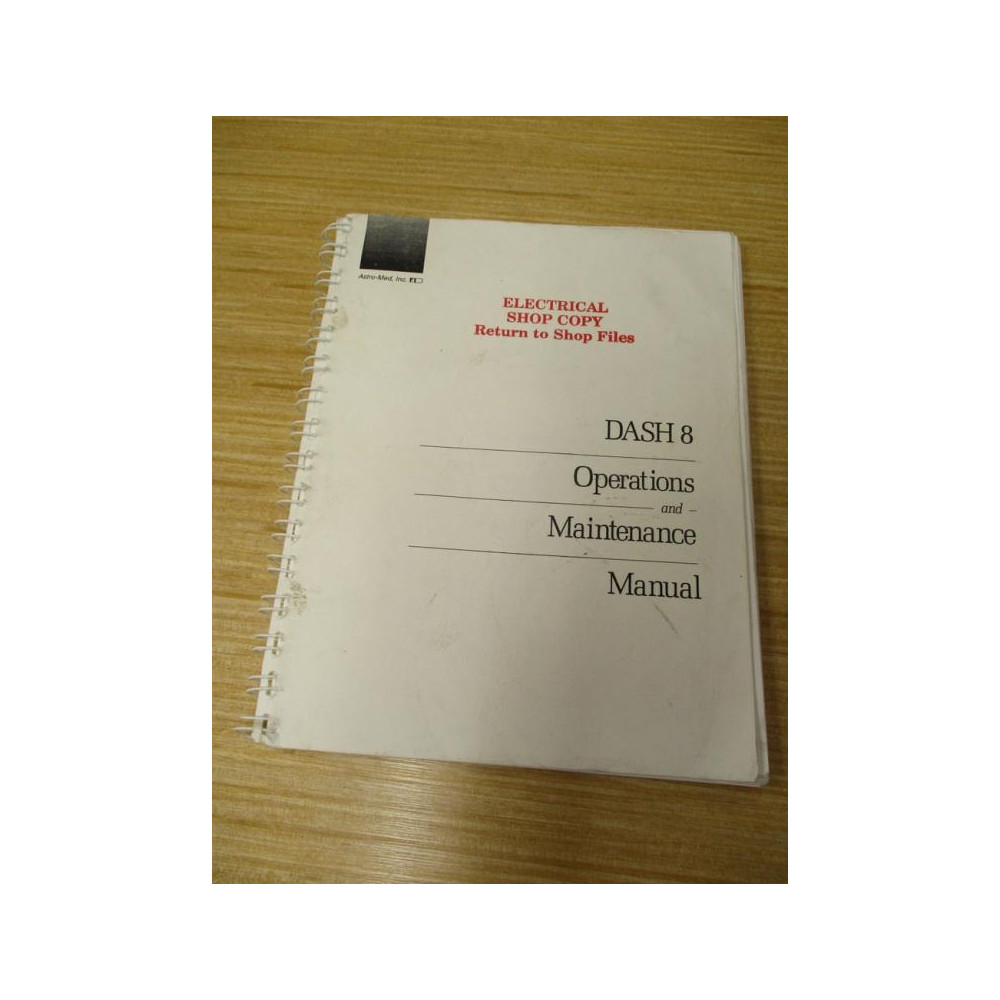 Astro-Med, Inc.
ELECTRICAL
SHOP COPY
Return to Shop Files
DASH 8
Operations
and
Maintenance
Manual